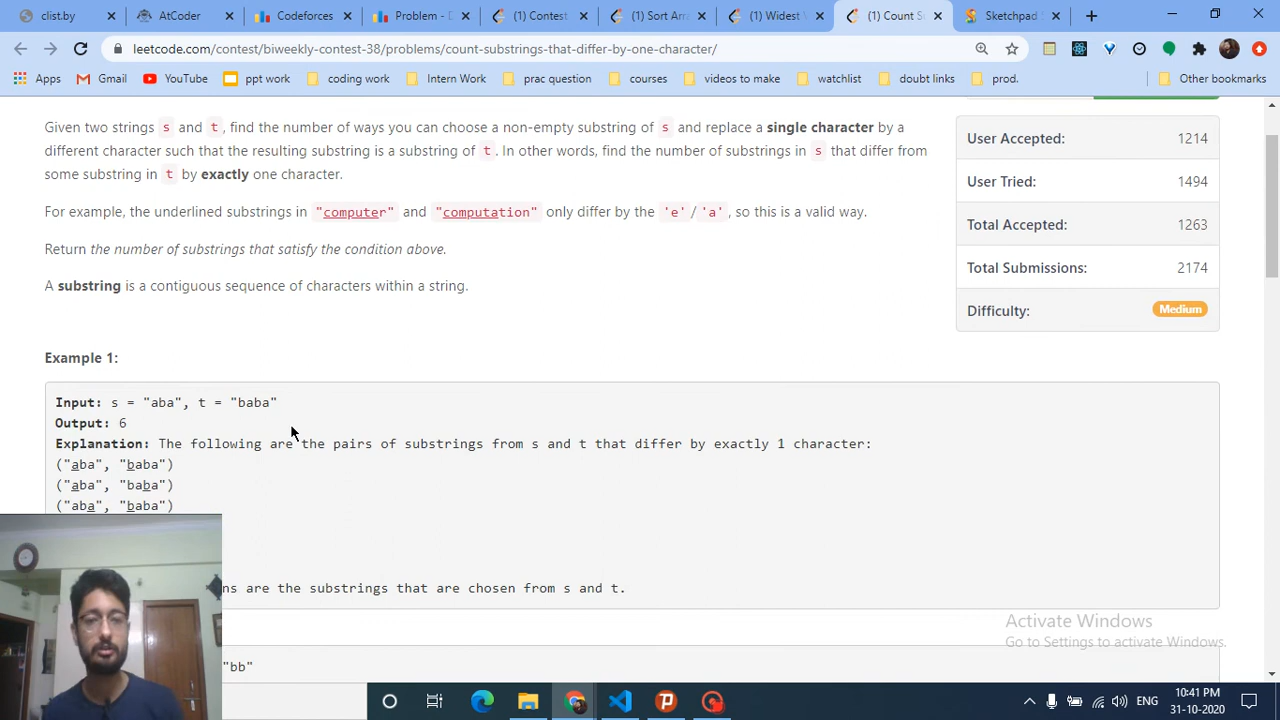 clist.by
AtCoder
Codeforces
Problem - D
(1) Contest
(1) Sort Arra
(1) Widest V
(1) Count S
Sketchpad 5
leetcode.com/contest/biweekly-contest-38/problems/count-substrings-that-differ-by-one-character/
Apps Gmail YouTube ppt work coding work Intern Work prac question courses videos to make watchlist doubt links prod. Other bookmarks
Given two strings s and t, find the number of ways you can choose a non-empty substring of s and replace a single character by a
different character such that the resulting substring is a substring of t. In other words, find the number of substrings in s that differ from
some substring in t by exactly one character.
For example, the underlined substrings in "computer" and "computation" only differ by the 'e'/'a', so this is a valid way.
Return the number of substrings that satisfy the condition above.
A substring is a contiguous sequence of characters within a string.
User Accepted: 1214
User Tried: 1494
Total Accepted: 1263
Total Submissions: 2174
Difficulty: Medium
Example 1:
Input: s = "aba", t = "baba"
Output: 6
Explanation: The following are the pairs of substrings from s and t that differ by exactly 1 character:
("aba", "baba")
("aba", "baba")
("aba", "baba")
ns are the substrings that are chosen from s and t.
"bb"
Activate Windows
Go to Settings to activate Windows.
ENG
10:41 PM
31-10-2020